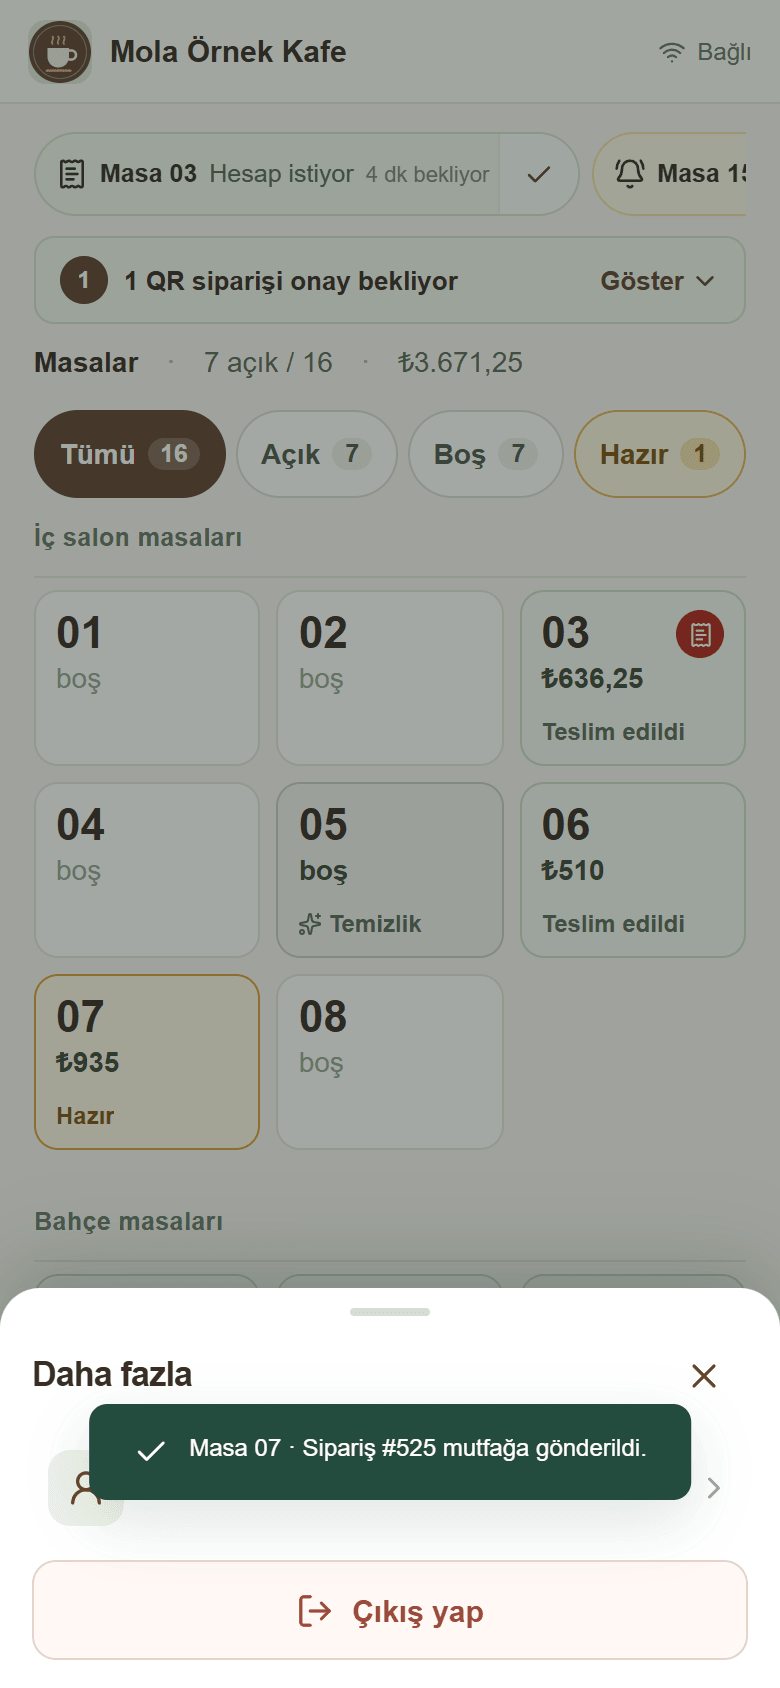 Mola Örnek Kafe
Bağlı
Masa 03 Hesap istiyor 4 dk bekliyor
Masa 15
1 1 QR siparişi onay bekliyor Göster
Masalar · 7 açık / 16 · ₺3.671,25
Tümü 16 Açık 7 Boş 7 Hazır 1
İç salon masaları
01
boş
02
boş
03
₺636,25
Teslim edildi
04
boş
05
boş
Temizlik
06
₺510
Teslim edildi
07
₺935
Hazır
08
boş
Bahçe masaları
Daha fazla
Masa 07 · Sipariş #525 mutfağa gönderildi.
Çıkış yap